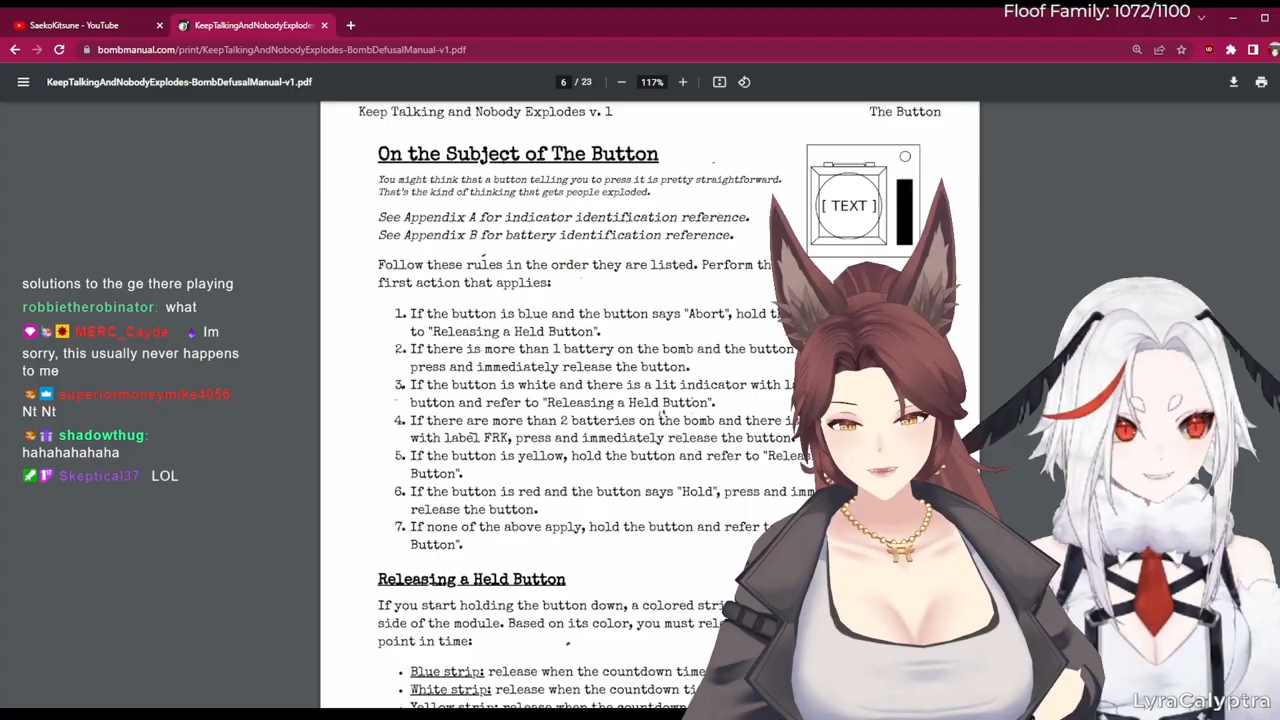 Floof Family: 1072/1100
SaekoKitsune - YouTube
KeepTalkingAndNobodyExplodes
bombmanual.com/print/KeepTalkingAndNobodyExplodes-BombDefusalManual-v1.pdf
KeepTalkingAndNobodyExplodes-BombDefusalManual-v1.pdf
6 / 23
117%
Keep Talking and Nobody Explodes v. 1
The Button
On the Subject of The Button
You might think that a button telling you to press it is pretty straightforward.
That's the kind of thinking that gets people exploded.
[ TEXT ]
See Appendix A for indicator identification reference.
See Appendix B for battery identification reference.
Follow these rules in the order they are listed. Perform th
first action that applies:
1. If the button is blue and the button says "Abort", hold t
to "Releasing a Held Button".
2. If there is more than 1 battery on the bomb and the button
press and immediately release the button.
3. If the button is white and there is a lit indicator with l
button and refer to "Releasing a Held Button".
4. If there are more than 2 batteries on the bomb and there i
with label FRK, press and immediately release the button.
5. If the button is yellow, hold the button and refer to "Relea
Button".
6. If the button is red and the button says "Hold", press and imm
release the button.
7. If none of the above apply, hold the button and refer t
Button".
Releasing a Held Button
If you start holding the button down, a colored stri
side of the module. Based on its color, you must rel
point in time:
• Blue strip: release when the countdown time
• White strip: release when the countdown ti
• Yellow strip: release when the countdown
solutions to the ge there playing
robbietherobinator: what
MERC_Cayde : Im
sorry, this usually never happens
to me
superiormoneymike4056:
Nt Nt
shadowthug:
hahahahahaha
Skeptical37: LOL
LyraCalyptra